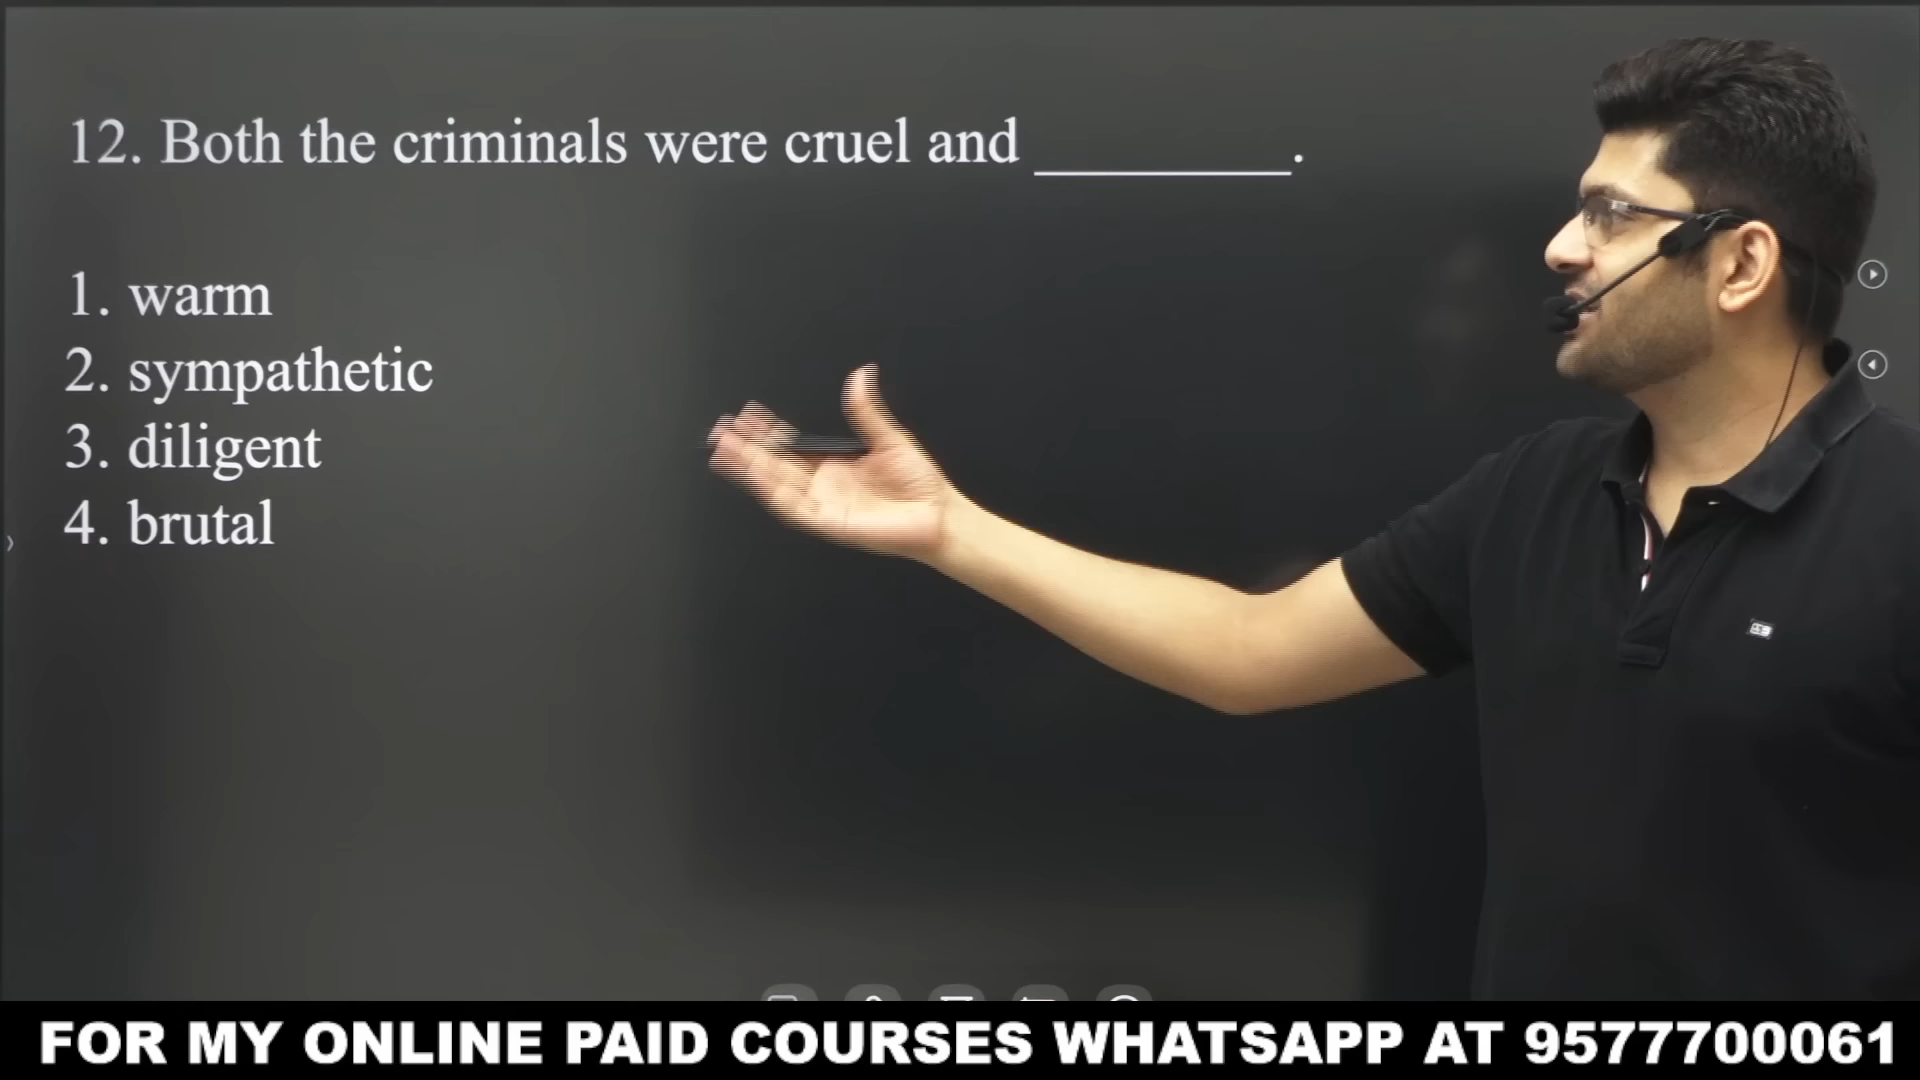 12. Both the criminals were cruel and ________.
1. warm
2. sympathetic
3. diligent
4. brutal
FOR MY ONLINE PAID COURSES WHATSAPP AT 9577700061